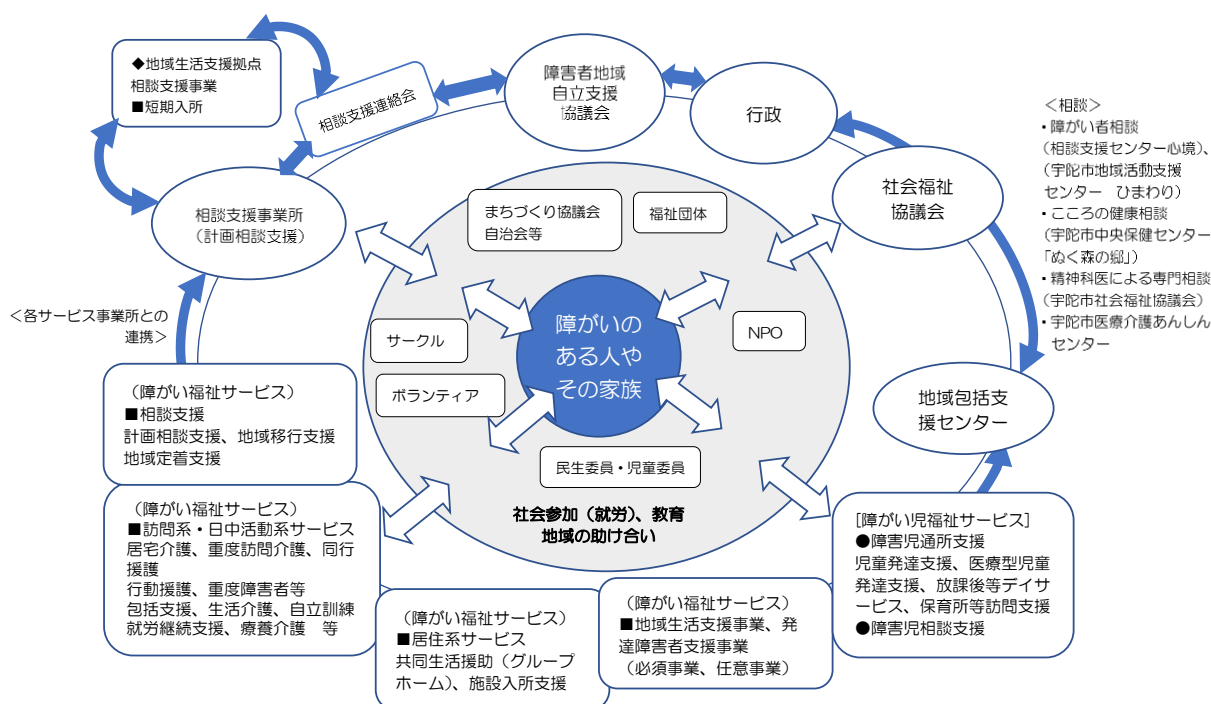 ◆地域生活支援拠点
相談支援事業
■短期入所
相談支援連絡会
障害者地域
自立支援
協議会
行政
社会福祉
協議会
＜相談＞
・障がい者相談
（相談支援センター心境）、
（宇陀市地域活動支援
センター　ひまわり）
・こころの健康相談
（宇陀市中央保健センター
「ぬく森の郷」）
・精神科医による専門相談
（宇陀市社会福祉協議会）
・宇陀市医療介護あんしん
センター
相談支援事業所
（計画相談支援）
まちづくり協議会
自治会等
福祉団体
＜各サービス事業所との
連携＞
サークル
ボランティア
障がいの
ある人や
その家族
NPO
民生委員・児童委員
社会参加（就労）、教育
地域の助け合い
地域包括支
援センター
（障がい福祉サービス）
■相談支援
計画相談支援、地域移行支援
地域定着支援
（障がい福祉サービス）
■訪問系・日中活動系サービス
居宅介護、重度訪問介護、同行
援護
行動援護、重度障害者等
包括支援、生活介護、自立訓練
就労継続支援、療養介護　等
（障がい福祉サービス）
■居住系サービス
共同生活援助（グループ
ホーム）、施設入所支援
（障がい福祉サービス）
■地域生活支援事業、発
達障害者支援事業
（必須事業、任意事業）
[障がい児福祉サービス]
●障害児通所支援
児童発達支援、医療型児童
発達支援、放課後等デイサ
ービス、保育所等訪問支援
●障害児相談支援